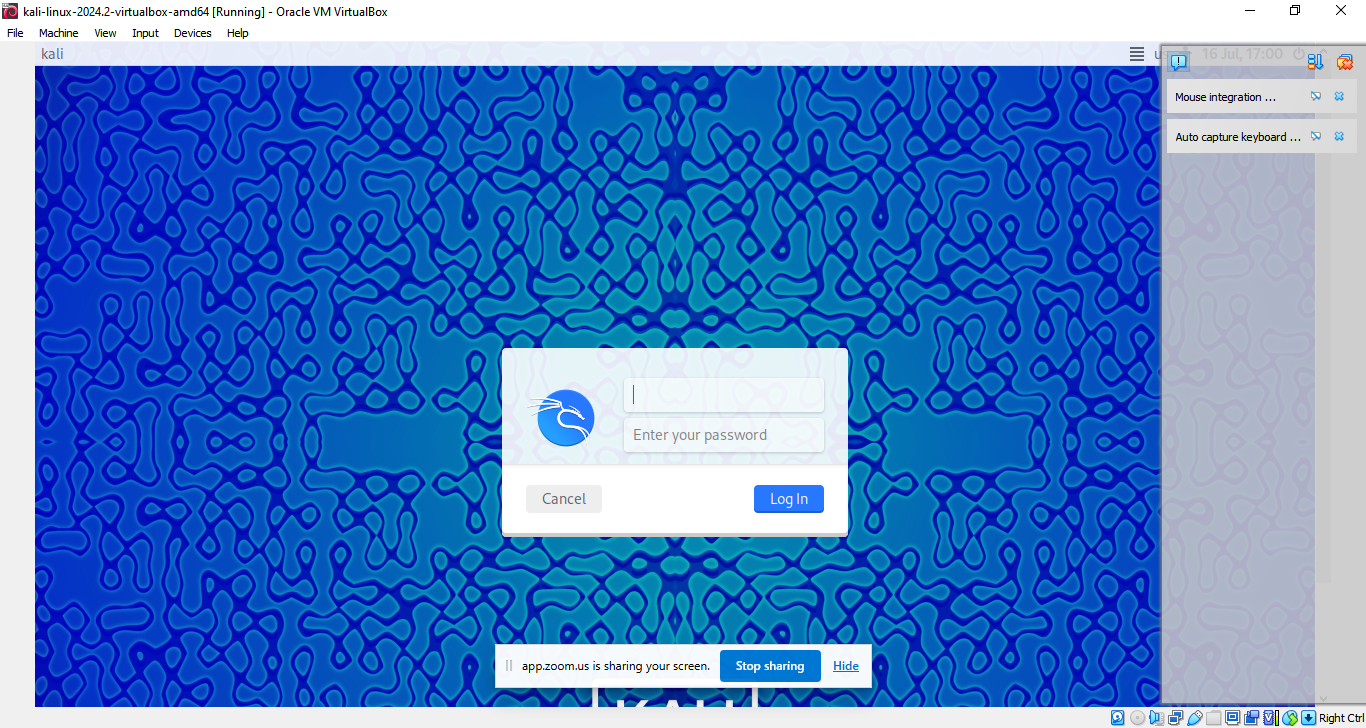 kali-linux-2024.2-virtualbox-amd64 [Running] - Oracle VM VirtualBox
File Machine View Input Devices Help
kali
16 Jul, 17:00
Mouse integration ...
Auto capture keyboard ...
Enter your password
Cancel Log In
app.zoom.us is sharing your screen. Stop sharing Hide
KALI
Right Ctrl